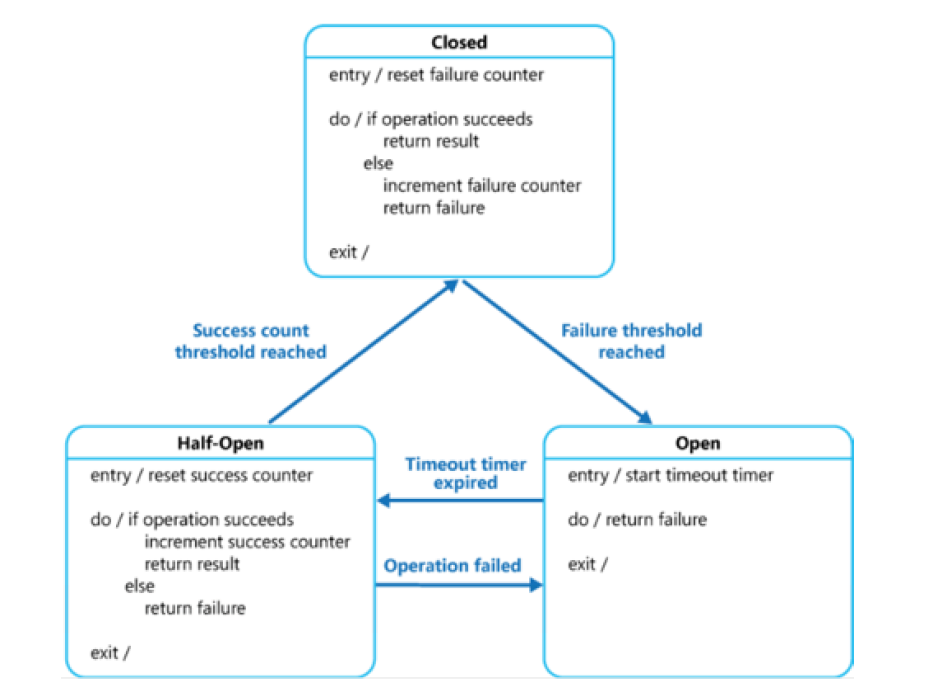 Closed
entry / reset failure counter
do / if operation succeeds
return result
else
increment failure counter
return failure
exit /
Success count
threshold reached
Failure threshold
reached
Half-Open
entry / reset success counter
do / if operation succeeds
increment success counter
return result
else
return failure
exit /
Timeout timer
expired
Operation failed
Open
entry / start timeout timer
do / return failure
exit /